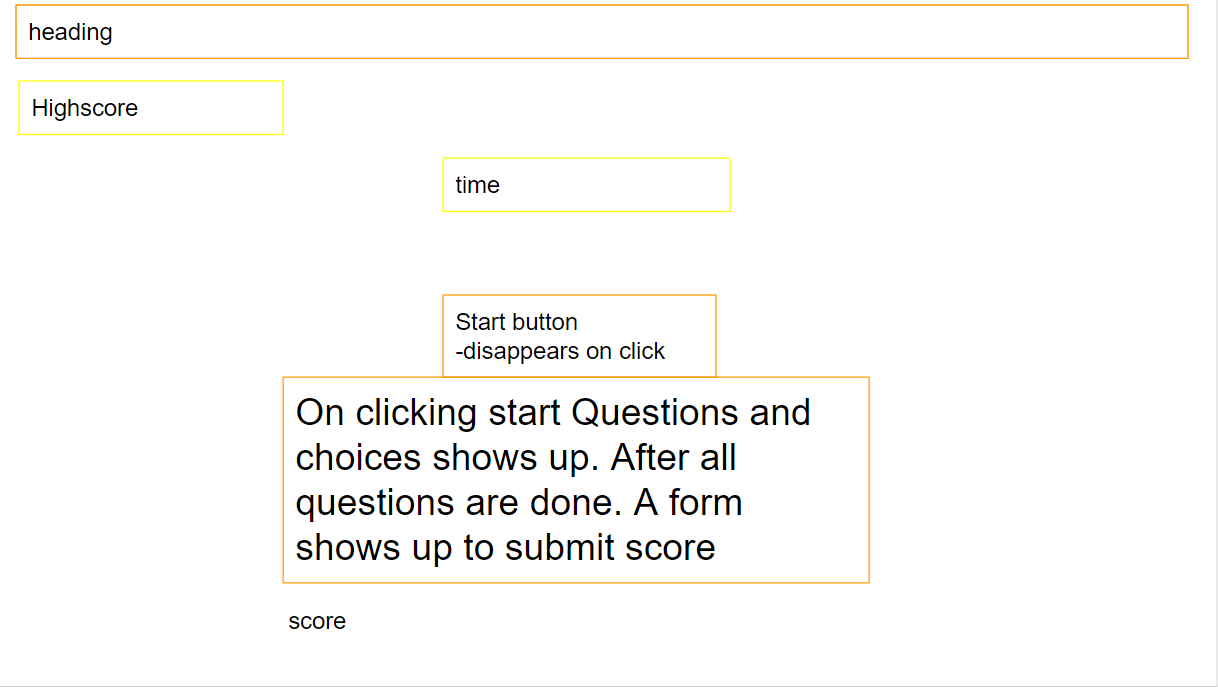 heading
Highscore
time
Start button
-disappears on click
On clicking start Questions and
choices shows up. After all
questions are done. A form
shows up to submit score
score